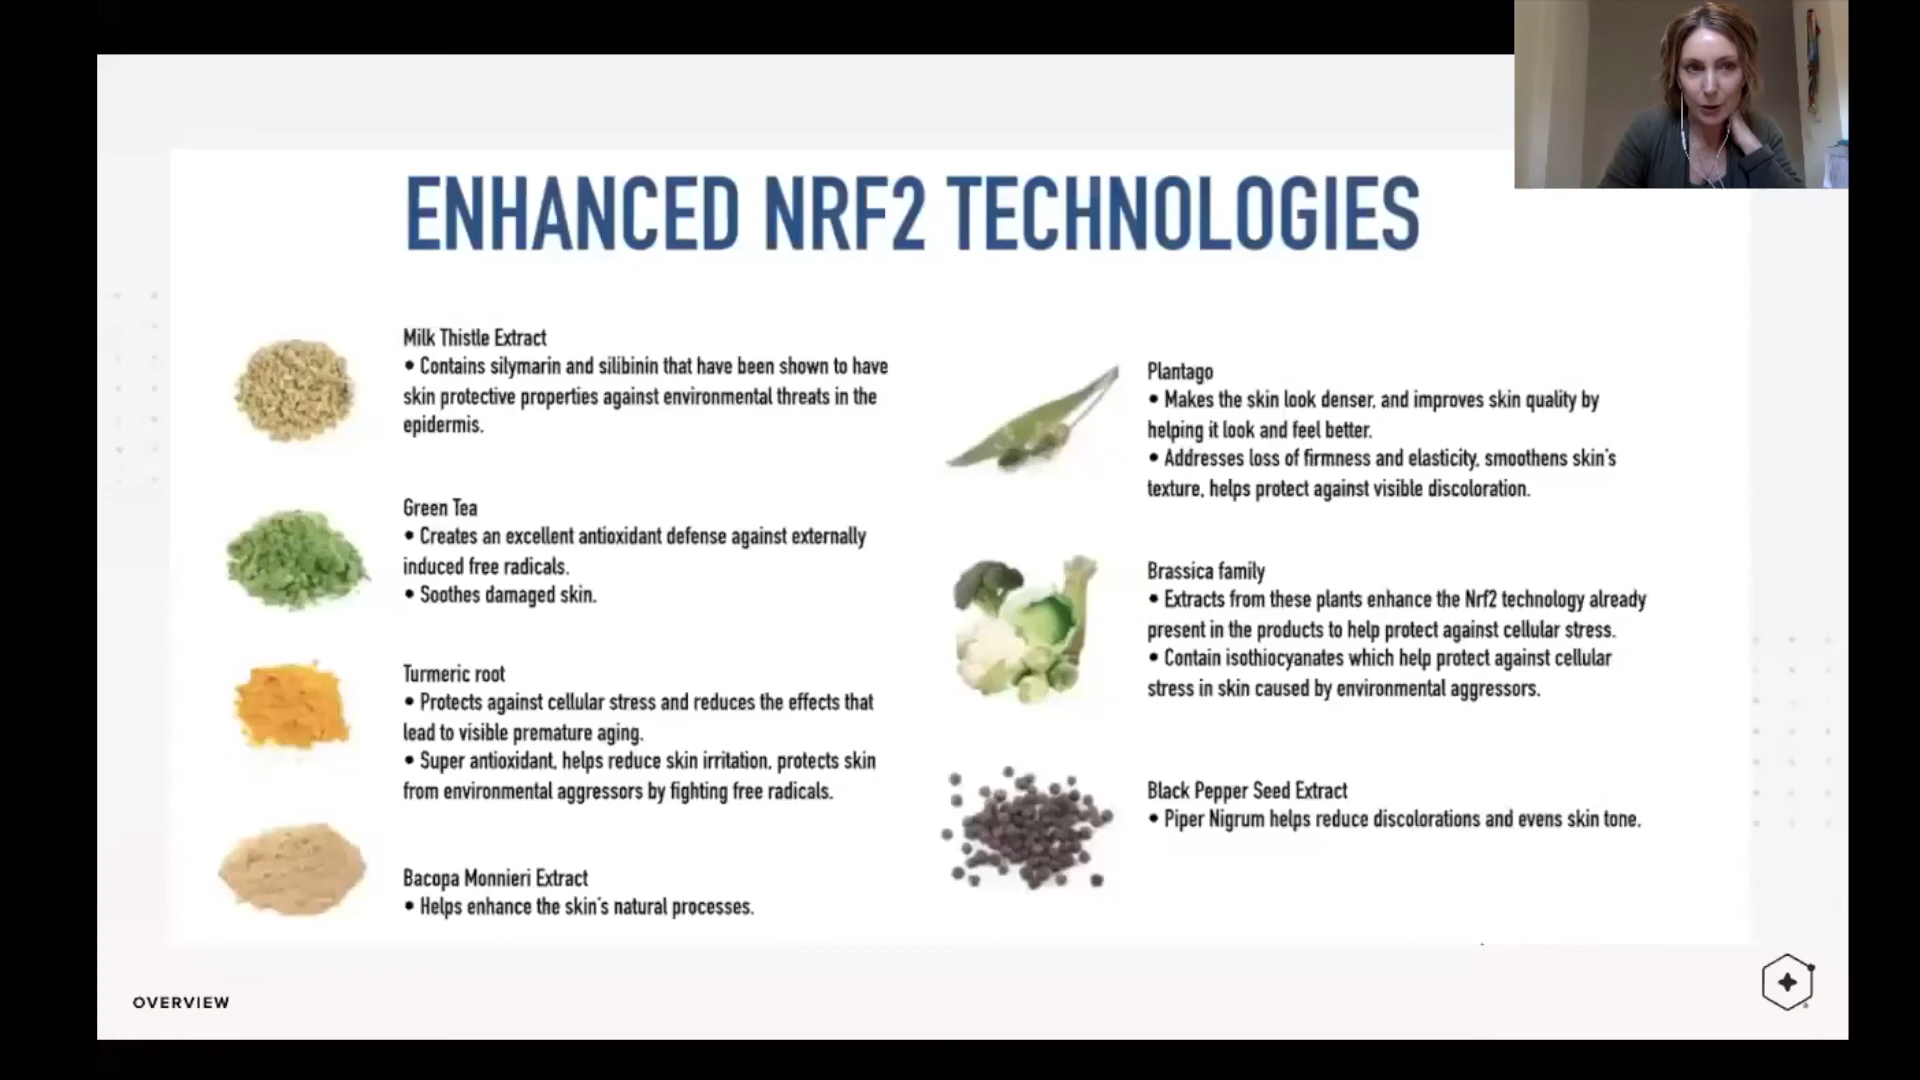 ENHANCED NRF2 TECHNOLOGIES
Milk Thistle Extract
• Contains silymarin and silibinin that have been shown to have
skin protective properties against environmental threats in the
epidermis.
Green Tea
• Creates an excellent antioxidant defense against externally
induced free radicals.
• Soothes damaged skin.
Turmeric root
• Protects against cellular stress and reduces the effects that
lead to visible premature aging.
• Super antioxidant, helps reduce skin irritation, protects skin
from environmental aggressors by fighting free radicals.
Bacopa Monnieri Extract
• Helps enhance the skin's natural processes.
Plantago
• Makes the skin look denser, and improves skin quality by
helping it look and feel better.
• Addresses loss of firmness and elasticity, smoothens skin's
texture, helps protect against visible discoloration.
Brassica family
• Extracts from these plants enhance the Nrf2 technology already
present in the products to help protect against cellular stress.
• Contain isothiocyanates which help protect against cellular
stress in skin caused by environmental aggressors.
Black Pepper Seed Extract
• Piper Nigrum helps reduce discolorations and evens skin tone.
OVERVIEW